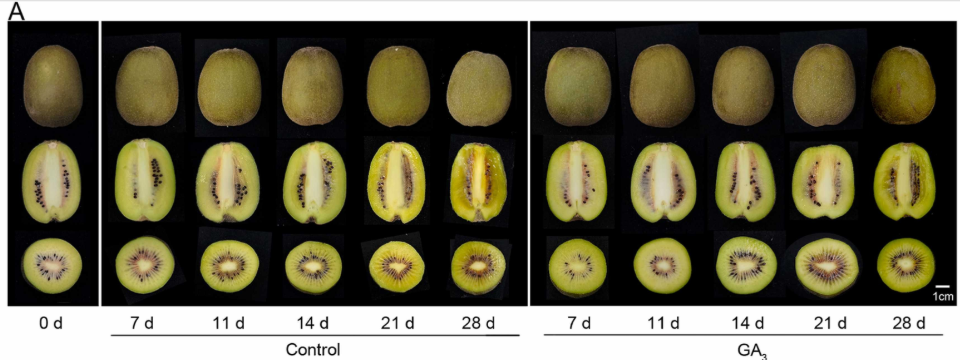 A
1cm
0 d 7 d 11 d 14 d 21 d 28 d 7 d 11 d 14 d 21 d 28 d
Control GA₃